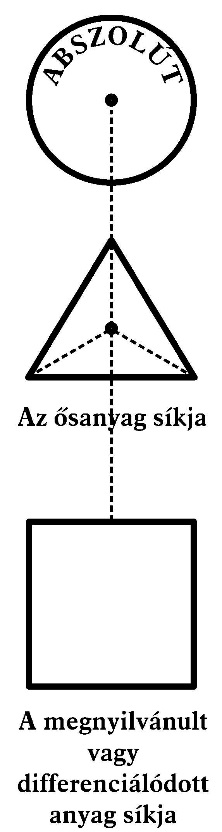 ABSZOLÚT
Az ősanyag síkja
A megnyilvánult
vagy
differenciálódott
anyag síkja